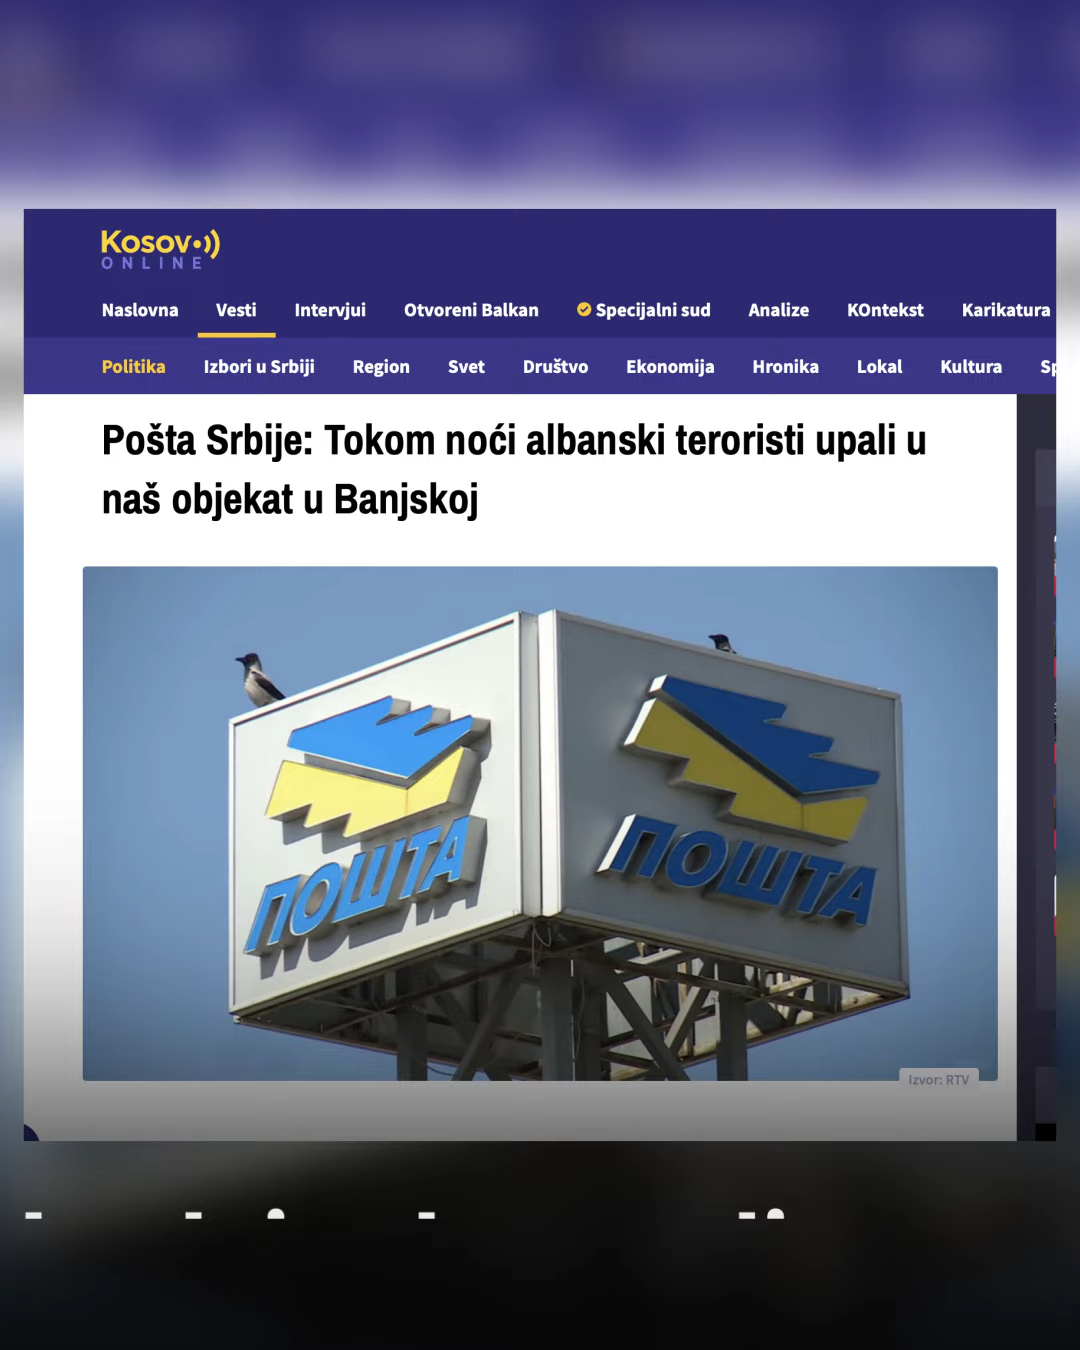 Kosovo
ONLINE
Naslovna Vesti Intervjui Otvoreni Balkan Specijalni sud Analize KOntekst Karikatura
Politika Izbori u Srbiji Region Svet Društvo Ekonomija Hronika Lokal Kultura
Pošta Srbije: Tokom noći albanski teroristi upali u
naš objekat u Banjskoj
ПОШТА
ПОШТА
Izvor: RTV